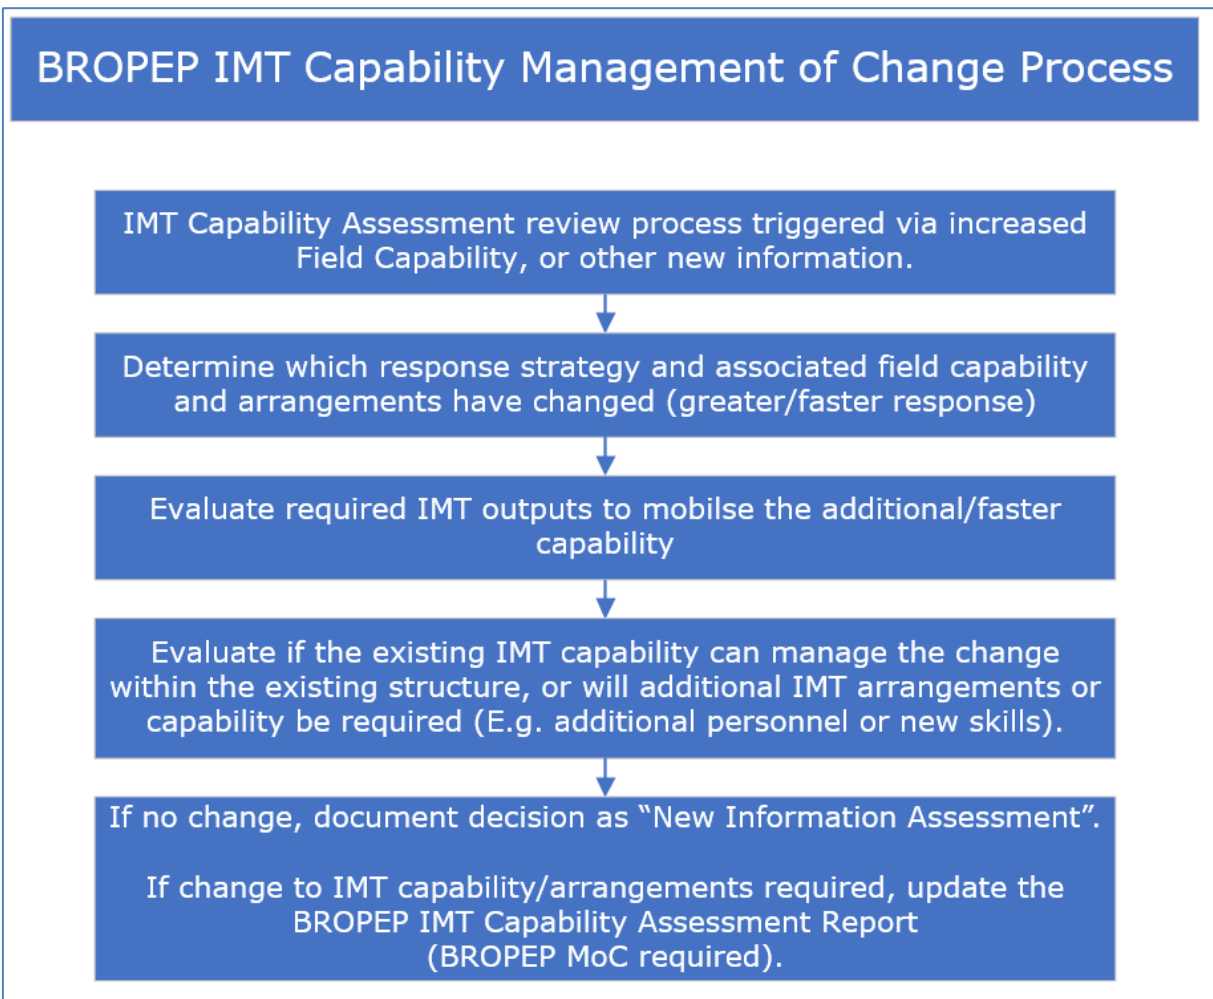 BROPEP IMT Capability Management of Change Process
IMT Capability Assessment review process triggered via increased
Field Capability, or other new information.
Determine which response strategy and associated field capability
and arrangements have changed (greater/faster response)
Evaluate required IMT outputs to mobilse the additional/faster
capability
Evaluate if the existing IMT capability can manage the change
within the existing structure, or will additional IMT arrangements or
capability be required (E.g. additional personnel or new skills).
If no change, document decision as “New Information Assessment”.
If change to IMT capability/arrangements required, update the
BROPEP IMT Capability Assessment Report
(BROPEP MoC required).